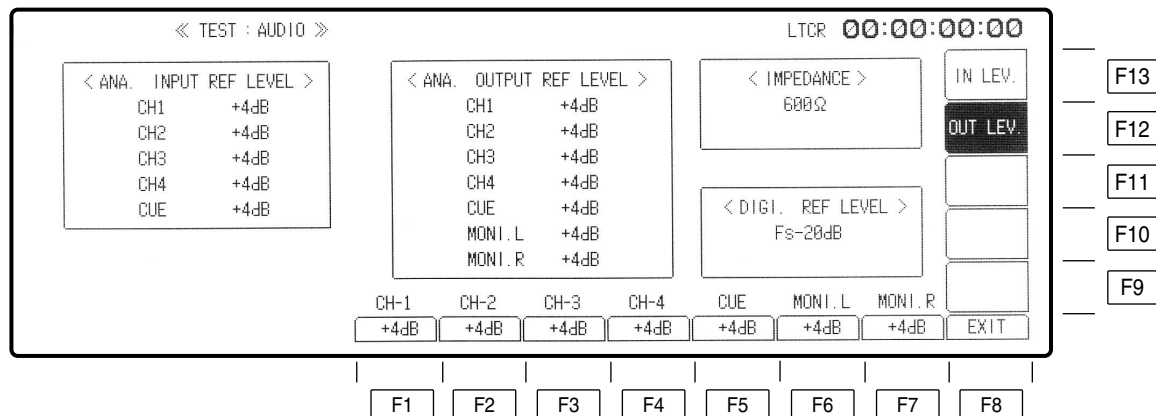 ≪ TEST : AUDIO ≫ LTCR 00:00:00:00
< ANA. INPUT REF LEVEL >
CH1 +4dB
CH2 +4dB
CH3 +4dB
CH4 +4dB
CUE +4dB
< ANA. OUTPUT REF LEVEL >
CH1 +4dB
CH2 +4dB
CH3 +4dB
CH4 +4dB
CUE +4dB
MONI.L +4dB
MONI.R +4dB
< IMPEDANCE >
600Ω
< DIGI. REF LEVEL >
Fs-20dB
IN LEV.
OUT LEV.
F13
F12
F11
F10
F9
CH-1 CH-2 CH-3 CH-4 CUE MONI.L MONI.R
+4dB +4dB +4dB +4dB +4dB +4dB +4dB EXIT
F1 F2 F3 F4 F5 F6 F7 F8